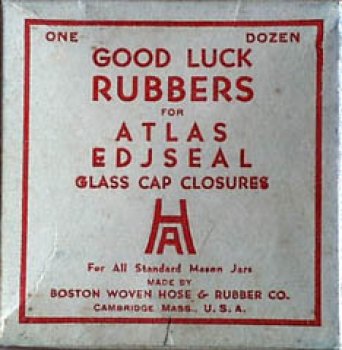 ONE DOZEN
GOOD LUCK
RUBBERS
FOR
ATLAS
EDJSEAL
GLASS CAP CLOSURES
HA
For All Standard Mason Jars
MADE BY
BOSTON WOVEN HOSE & RUBBER CO.
CAMBRIDGE MASS., U.S.A.